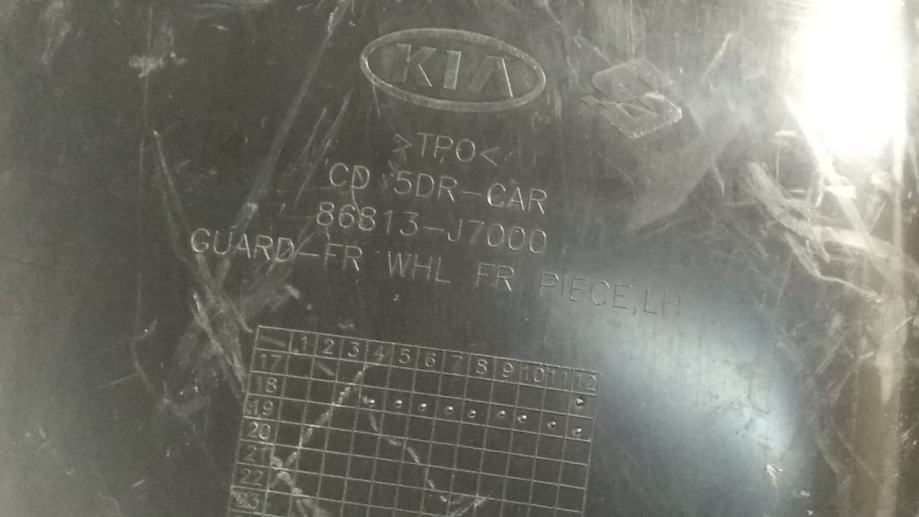 KIA
>TPO<
CD 5DR-CAR
86813-J7000
GUARD-FR WHL FR PIECE,LH
1 2 3 4 5 6 7 8 9 10 11 12
17
18
19
20
21
22
23